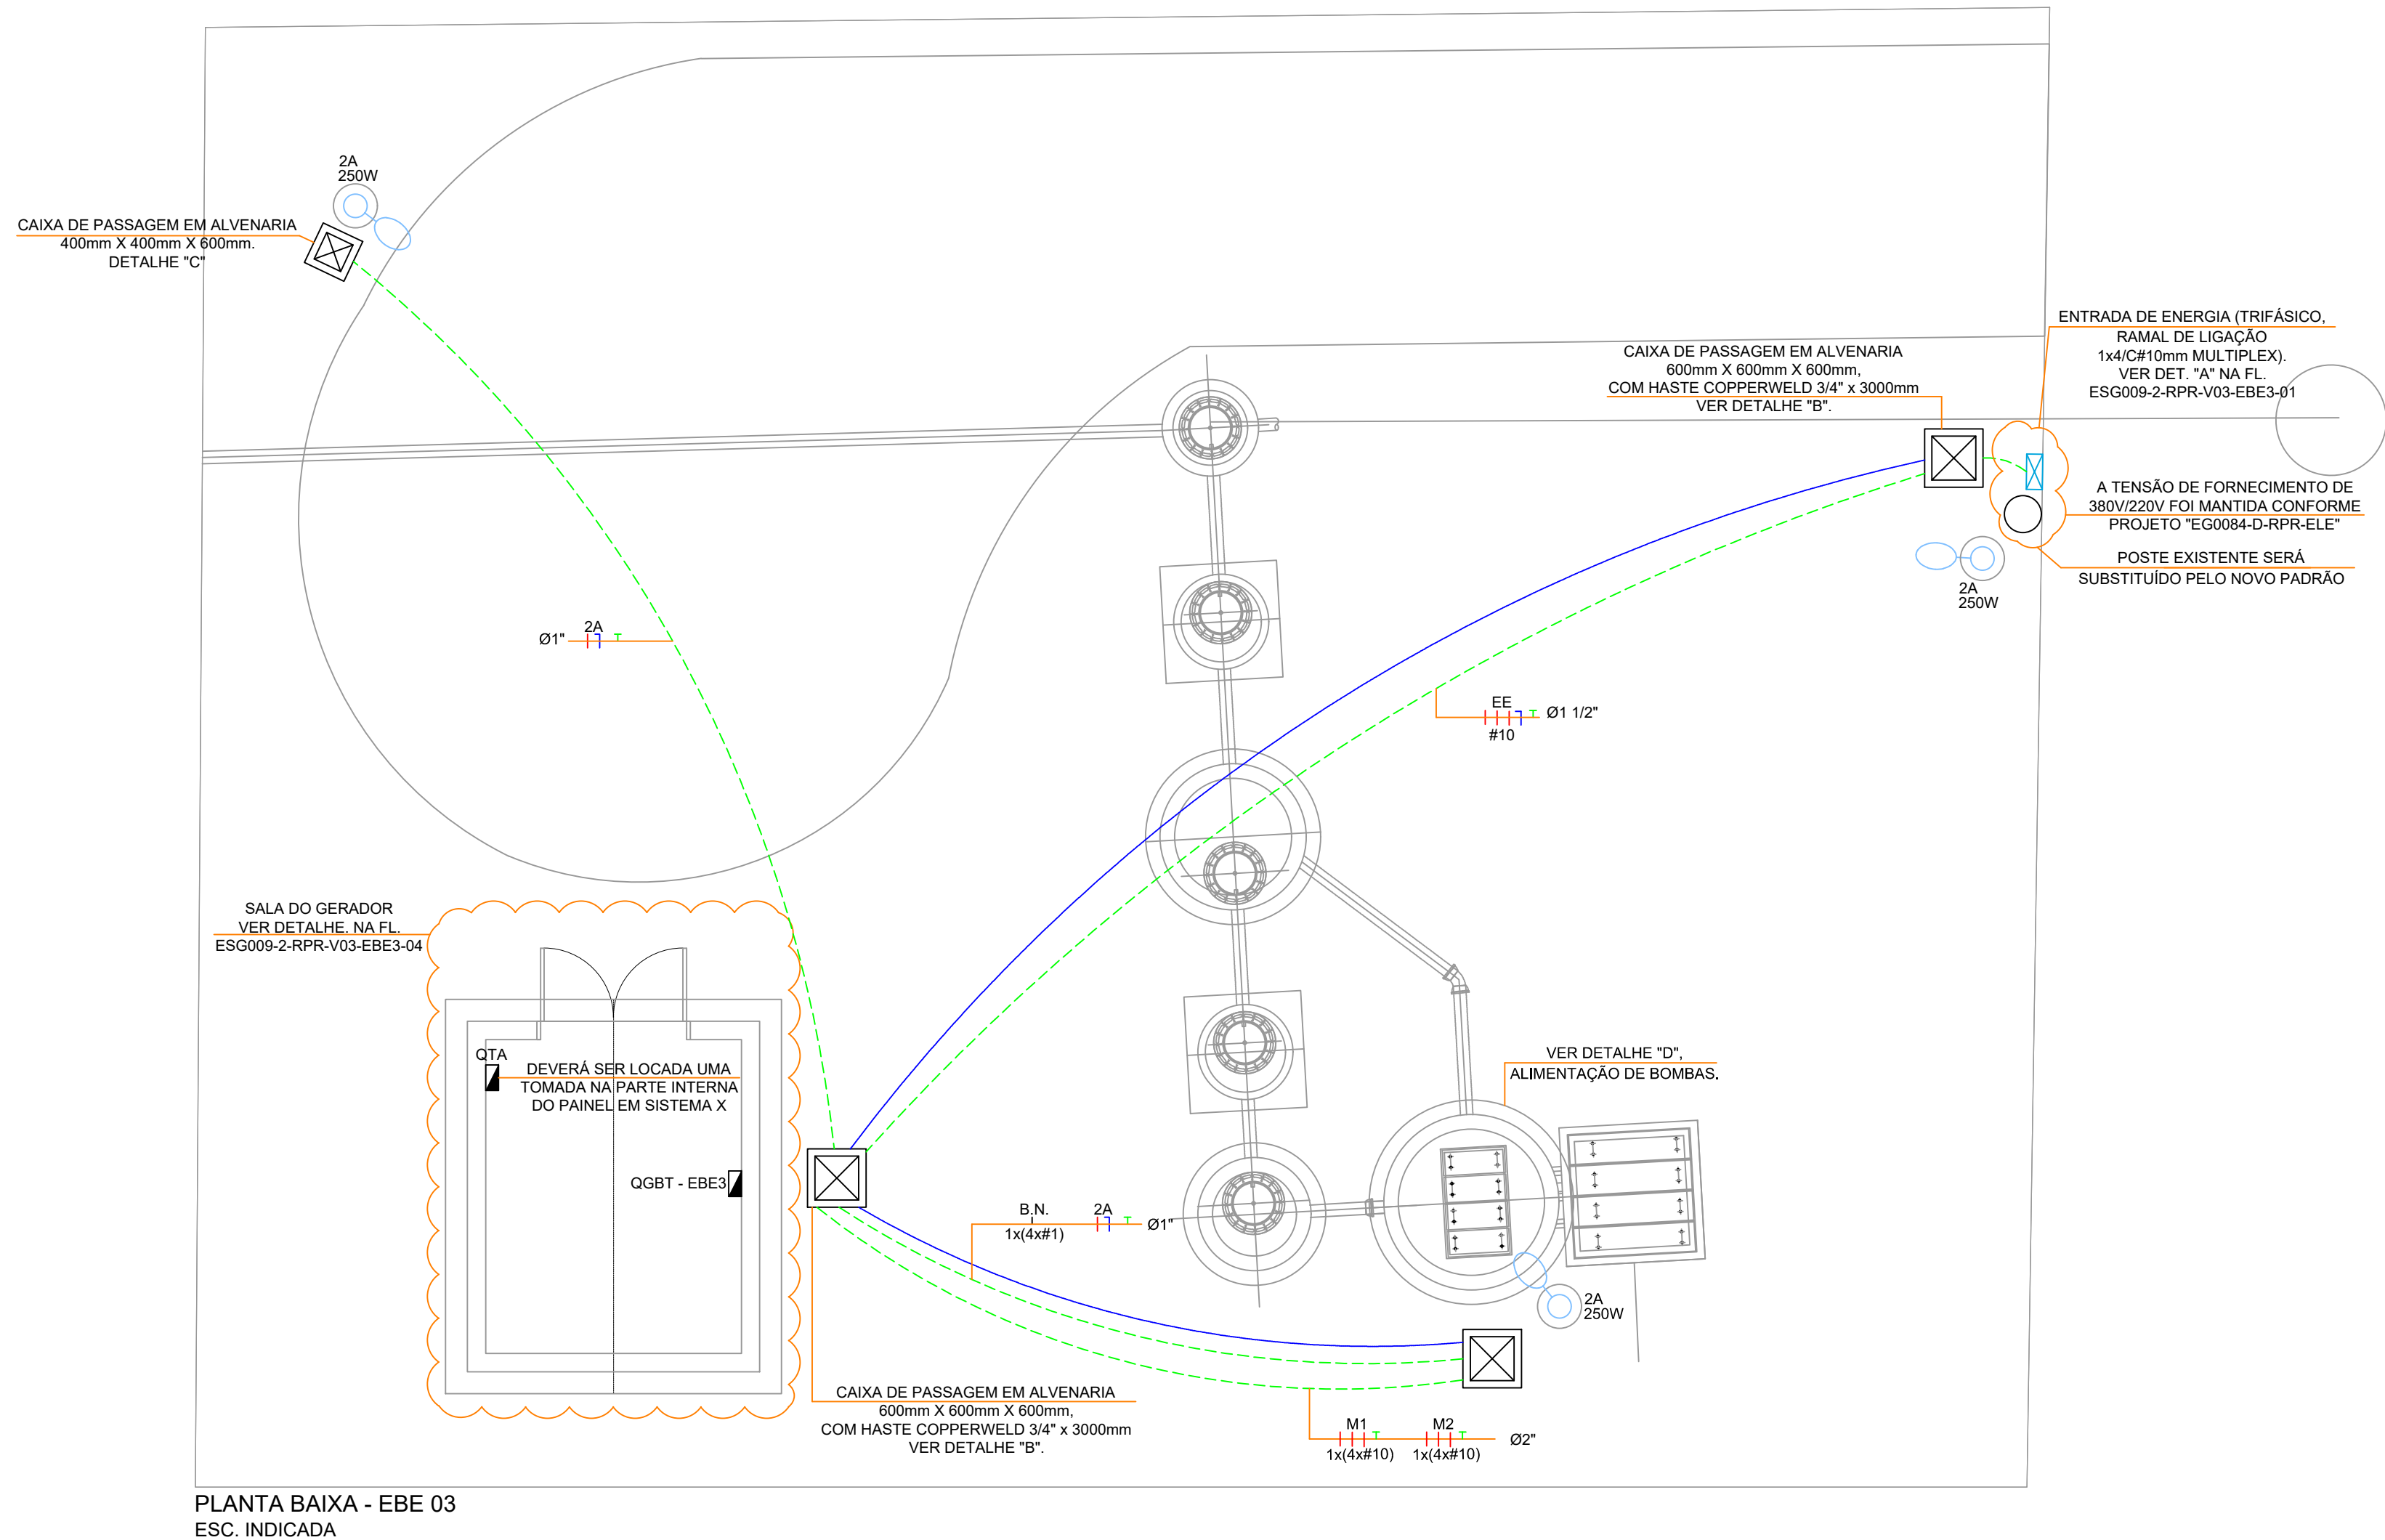 2A
250W
CAIXA DE PASSAGEM EM ALVENARIA
400mm X 400mm X 600mm.
DETALHE "C"
ENTRADA DE ENERGIA (TRIFÁSICO,
RAMAL DE LIGAÇÃO
1x4/C#10mm MULTIPLEX).
VER DET. "A" NA FL.
ESG009-2-RPR-V03-EBE3-01
CAIXA DE PASSAGEM EM ALVENARIA
600mm X 600mm X 600mm,
COM HASTE COPPERWELD 3/4" x 3000mm
VER DETALHE "B".
A TENSÃO DE FORNECIMENTO DE
380V/220V FOI MANTIDA CONFORME
PROJETO "EG0084-D-RPR-ELE"
POSTE EXISTENTE SERÁ
SUBSTITUÍDO PELO NOVO PADRÃO
2A
250W
Ø1"
2A
EE
#10
Ø1 1/2"
SALA DO GERADOR
VER DETALHE. NA FL.
ESG009-2-RPR-V03-EBE3-04
QTA
DEVERÁ SER LOCADA UMA
TOMADA NA PARTE INTERNA
DO PAINEL EM SISTEMA X
QGBT - EBE3
VER DETALHE "D",
ALIMENTAÇÃO DE BOMBAS.
B.N.
1x(4x#1)
2A
Ø1"
2A
250W
CAIXA DE PASSAGEM EM ALVENARIA
600mm X 600mm X 600mm,
COM HASTE COPPERWELD 3/4" x 3000mm
VER DETALHE "B".
M1
1x(4x#10)
M2
1x(4x#10)
Ø2"
PLANTA BAIXA - EBE 03
ESC. INDICADA